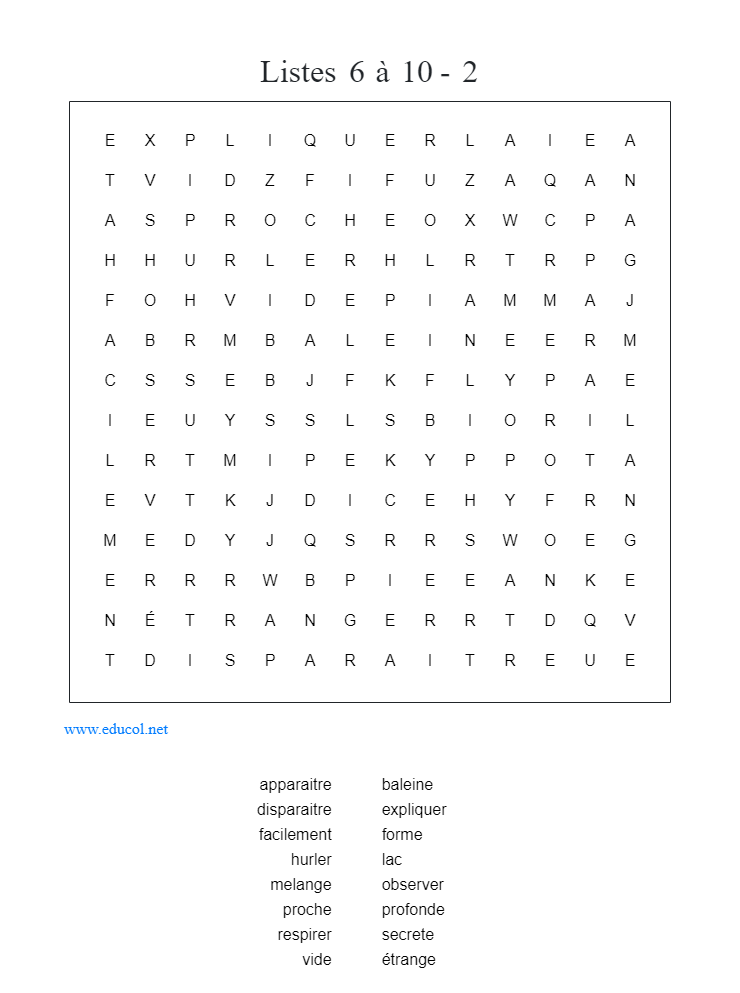 Listes 6 à 10 - 2
E X P L I Q U E R L A I E A
T V I D Z F I F U Z A Q A N
A S P R O C H E O X W C P A
H H U R L E R H L R T R P G
F O H V I D E P I A M M A J
A B R M B A L E I N E E R M
C S S E B J F K F L Y P A E
I E U Y S S L S B I O R I L
L R T M I P E K Y P P O T A
E V T K J D I C E H Y F R N
M E D Y J Q S R R S W O E G
E R R R W B P I E E A N K E
N É T R A N G E R R T D Q V
T D I S P A R A I T R E U E
www.educol.net
apparaitre baleine
disparaitre expliquer
facilement forme
hurler lac
melange observer
proche profonde
respirer secrete
vide étrange